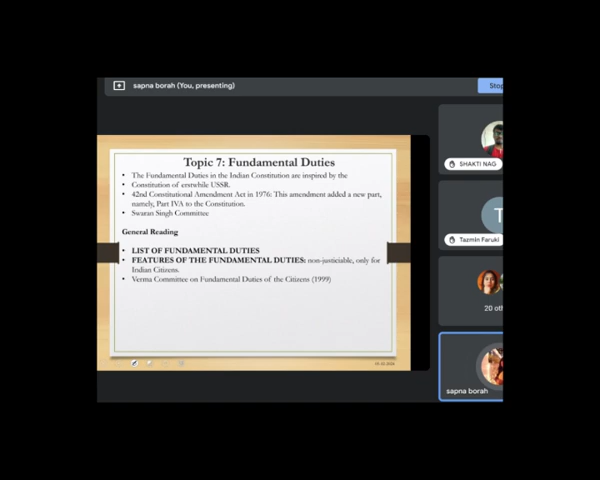 sapna borah (You, presenting)
Stop
Topic 7: Fundamental Duties
• The Fundamental Duties in the Indian Constitution are inspired by the
• Constitution of erstwhile USSR.
• 42nd Constitutional Amendment Act in 1976: This amendment added a new part,
namely, Part IVA to the Constitution.
• Swaran Singh Committee
General Reading
• LIST OF FUNDAMENTAL DUTIES
• FEATURES OF THE FUNDAMENTAL DUTIES: non-justiciable, only for
Indian Citizens.
• Verma Committee on Fundamental Duties of the Citizens (1999)
SHAKTI NAG
T
Tazmin Faruki
20 ot
sapna borah